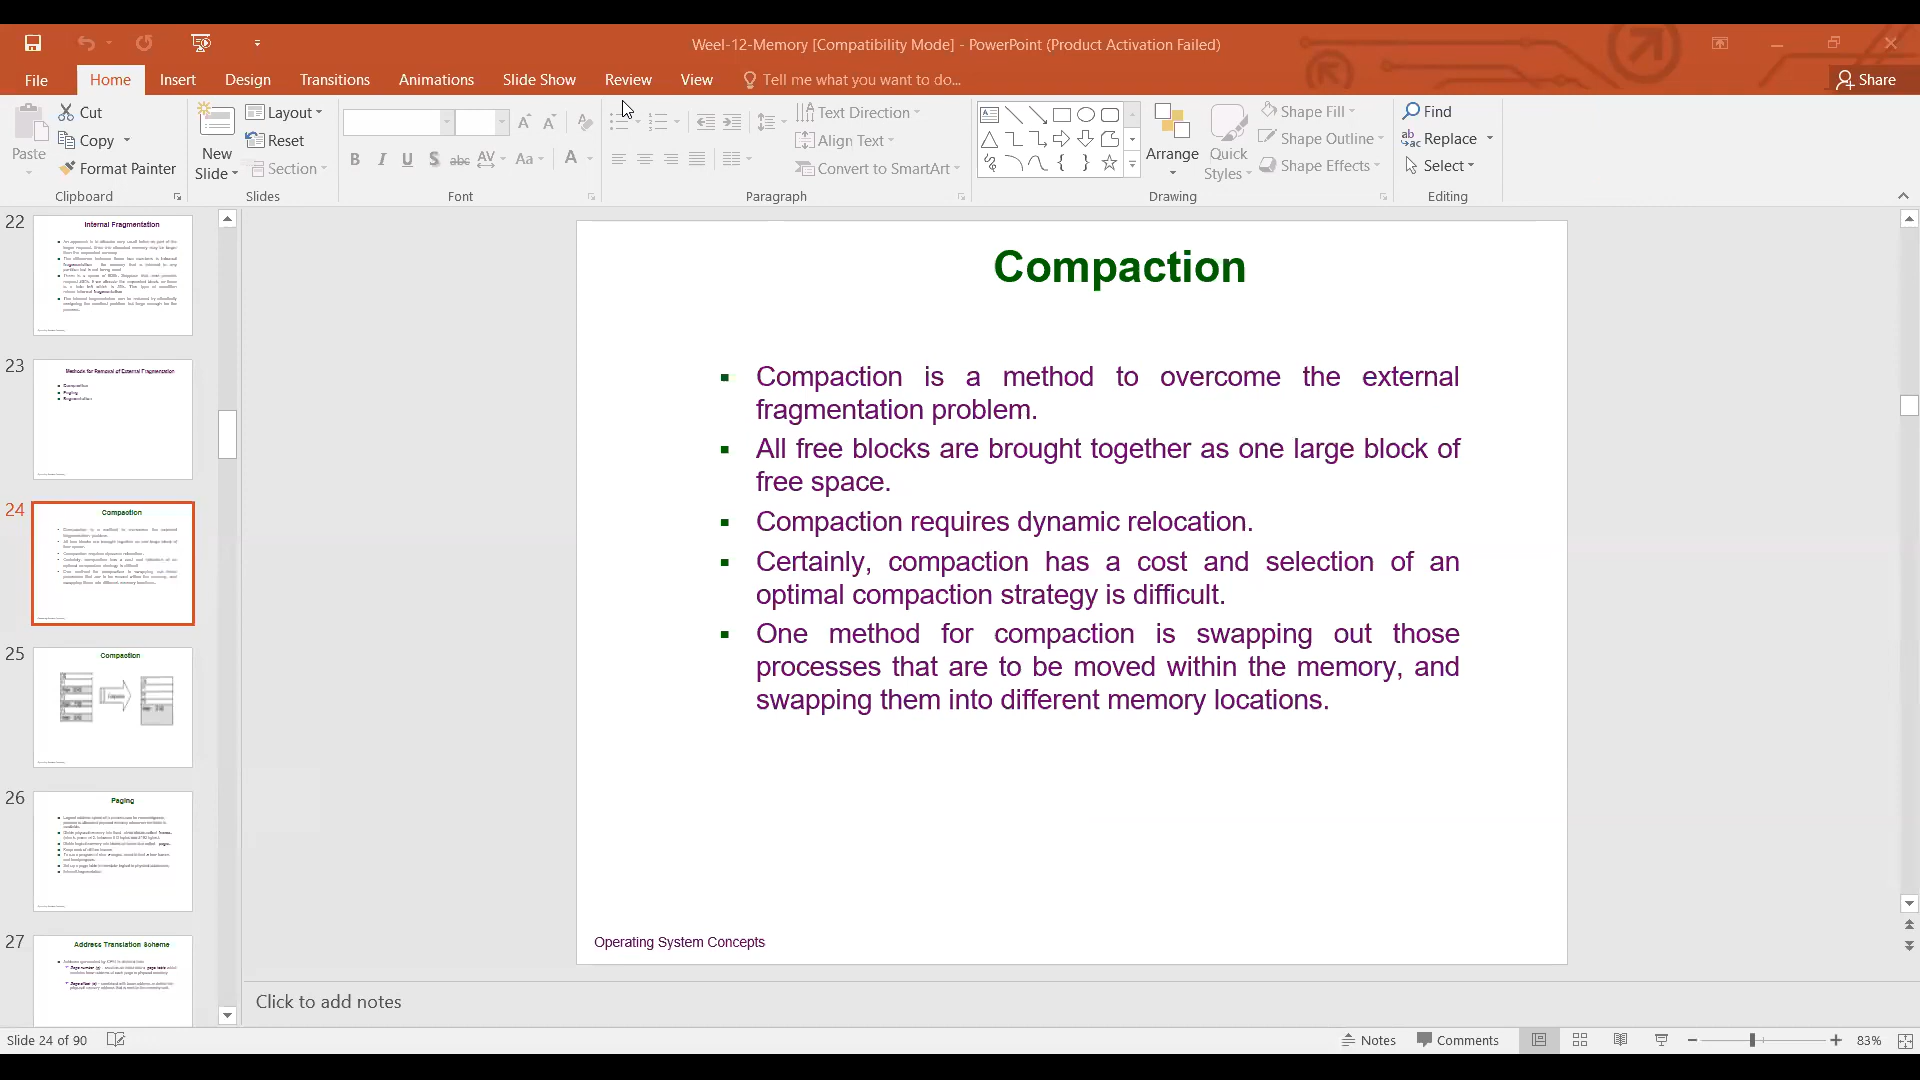 Weel-12-Memory [Compatibility Mode] - PowerPoint (Product Activation Failed)
File Home Insert Design Transitions Animations Slide Show Review View Tell me what you want to do... Share
Paste
Cut
Copy
Format Painter
Clipboard
New
Slide
Layout
Reset
Section
Slides
B I U S abc AV Aa A
Font
Text Direction
Align Text
Convert to SmartArt
Paragraph
Arrange
Quick
Styles
Shape Fill
Shape Outline
Shape Effects
Drawing
Find
Replace
Select
Editing
22
Internal Fragmentation
23
Methods for Removal of External Fragmentation
Compaction
Paging
Segmentation
24
Compaction
25
Compaction
26
Paging
27
Address Translation Scheme
Compaction
Compaction is a method to overcome the external
fragmentation problem.
All free blocks are brought together as one large block of
free space.
Compaction requires dynamic relocation.
Certainly, compaction has a cost and selection of an
optimal compaction strategy is difficult.
One method for compaction is swapping out those
processes that are to be moved within the memory, and
swapping them into different memory locations.
Operating System Concepts
Click to add notes
Slide 24 of 90
Notes Comments 83%